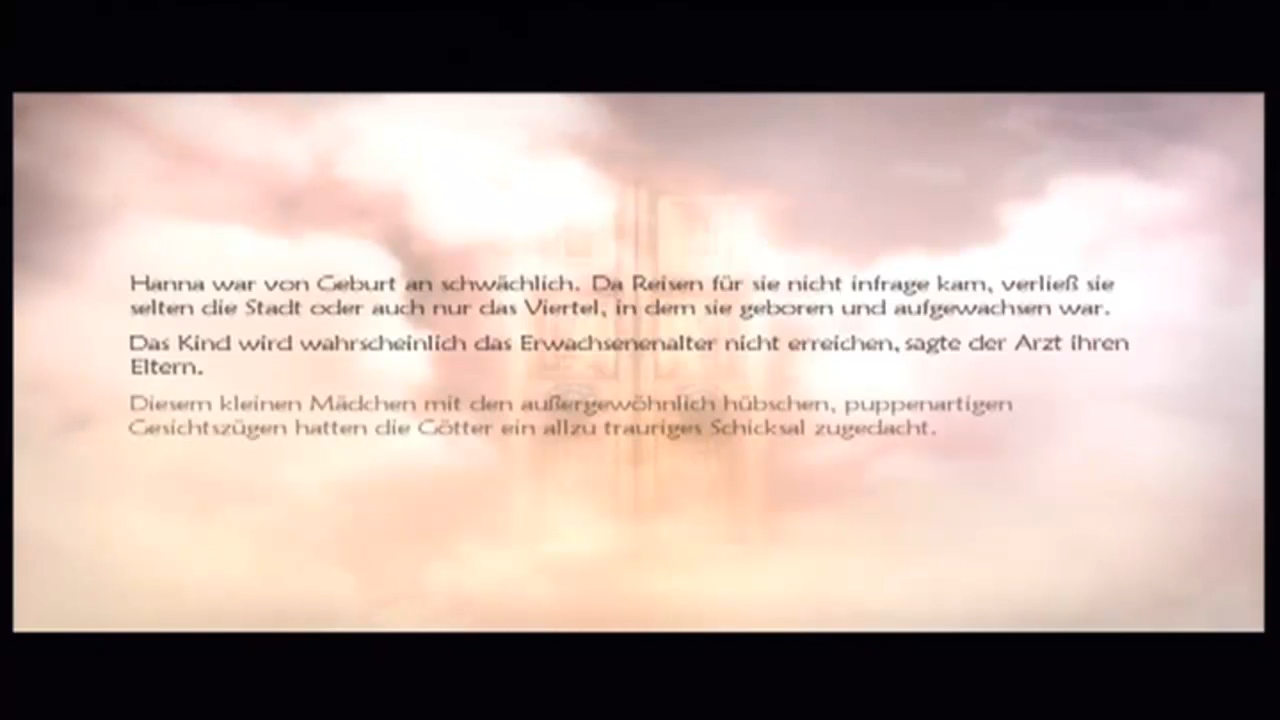 Hanna war von Geburt an schwächlich. Da Reisen für sie nicht infrage kam, verließ sie
selten die Stadt oder auch nur das Viertel, in dem sie geboren und aufgewachsen war.
Das Kind wird wahrscheinlich das Erwachsenenalter nicht erreichen, sagte der Arzt ihren
Eltern.
Diesem kleinen Mädchen mit den außergewöhnlich hübschen, puppenartigen
Gesichtszügen hatten die Götter ein allzu trauriges Schicksal zugedacht.